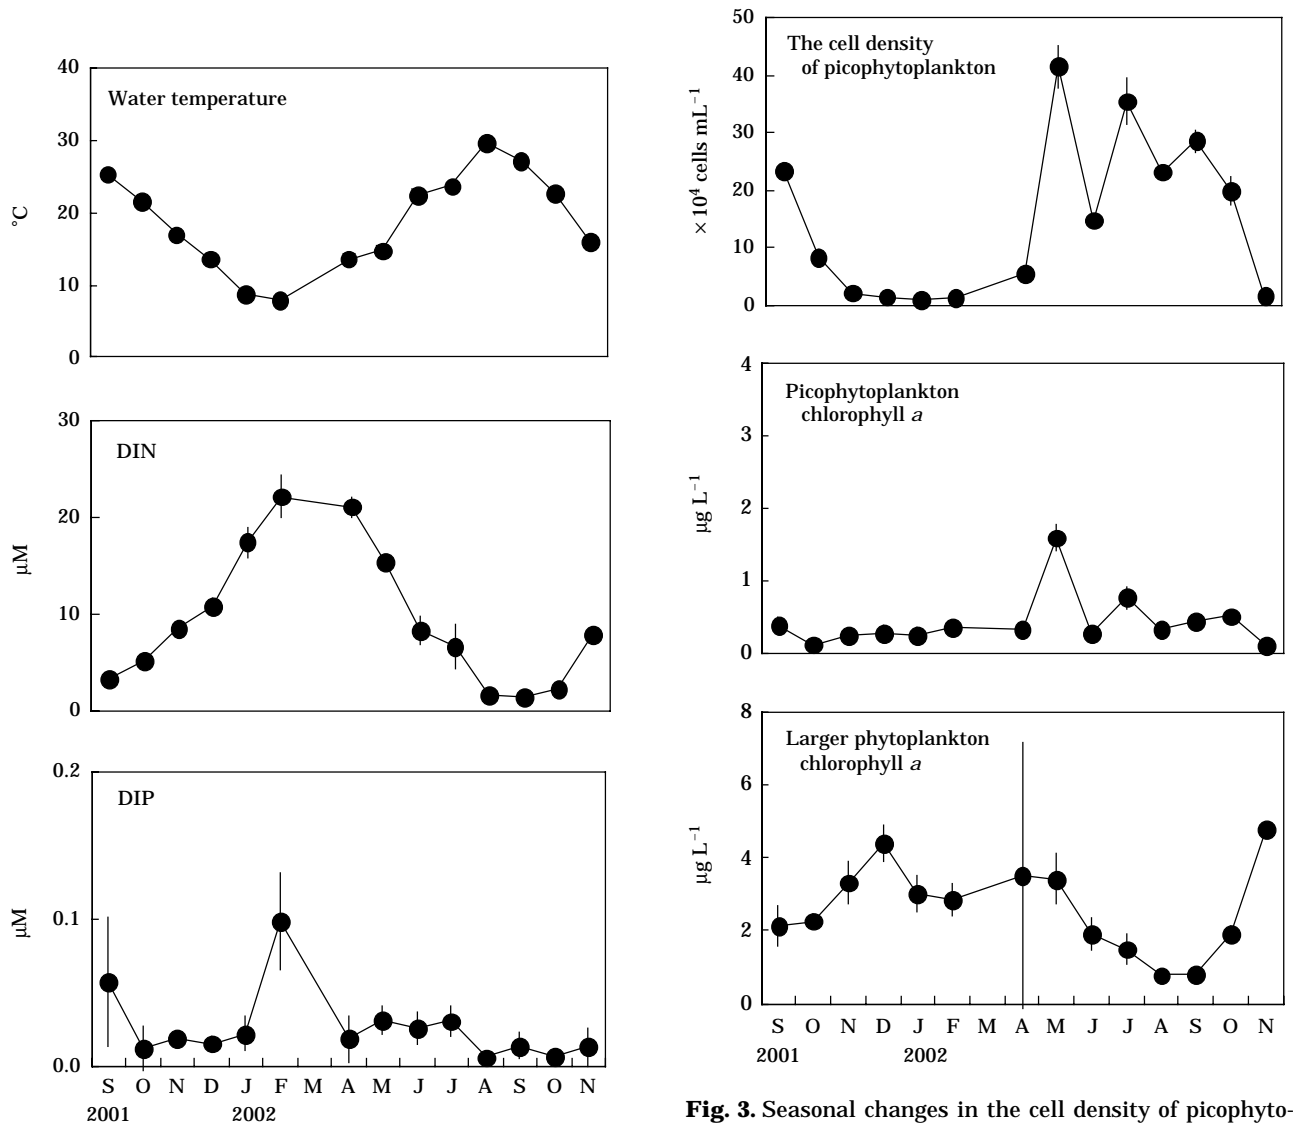 40
Water temperature
30
°C
20
10
0
30
DIN
20
µM
10
0
0.2
DIP
0.1
µM
0.0
S O N D J F M A M J J A S O N
2001 2002
50
The cell density
of picophytoplankton
40
30
× 10⁴ cells mL⁻¹
20
10
0
4
Picophytoplankton
chlorophyll a
3
µg L⁻¹
2
1
0
8
Larger phytoplankton
chlorophyll a
6
µg L⁻¹
4
2
0
S O N D J F M A M J J A S O N
2001 2002
Fig. 3. Seasonal changes in the cell density of picophyto-